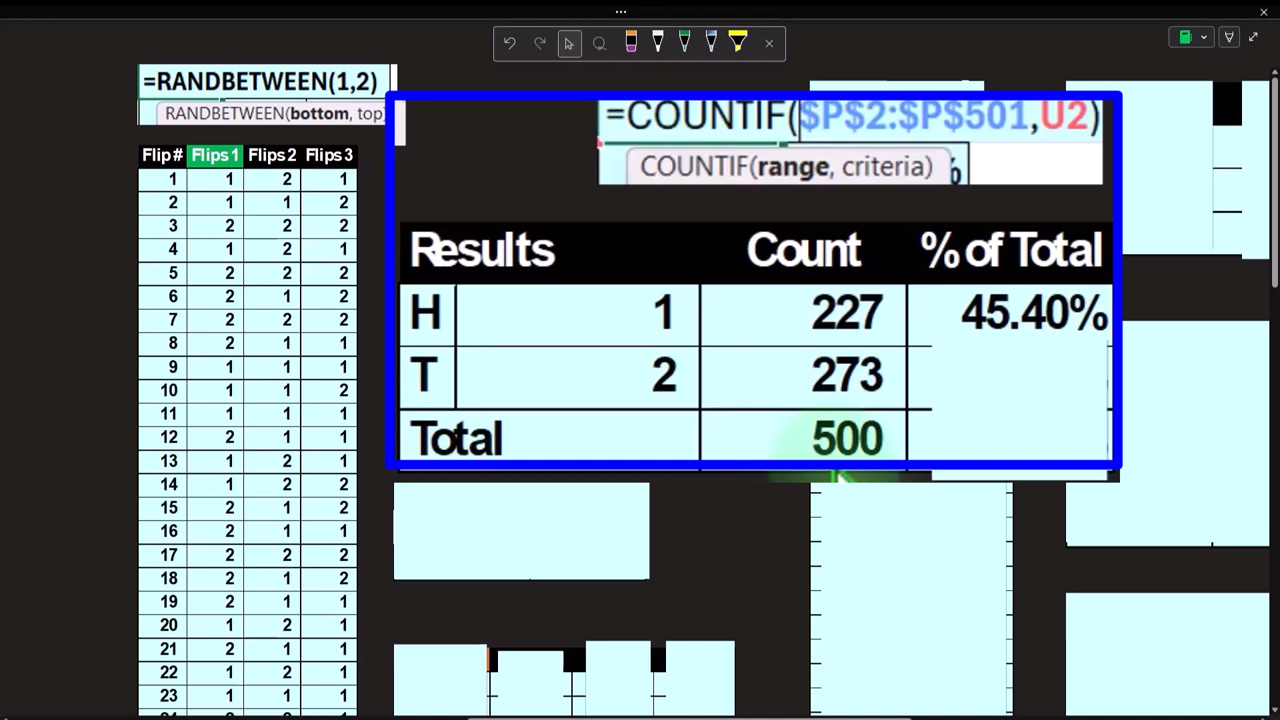 =RANDBETWEEN(1,2)
RANDBETWEEN(bottom, top)
=COUNTIF($P$2:$P$501,U2)
COUNTIF(range, criteria)
%
Results Count % of Total
H 1 227 45.40%
T 2 273
Total 500
Flip # Flips 1 Flips 2 Flips 3
1 1 2 1
2 1 1 2
3 2 2 2
4 1 2 1
5 2 2 2
6 2 1 2
7 2 2 2
8 2 1 1
9 1 1 1
10 1 1 2
11 1 1 1
12 2 1 1
13 1 2 1
14 1 2 2
15 2 1 2
16 2 1 1
17 2 2 2
18 2 1 2
19 2 1 1
20 1 2 1
21 2 1 1
22 1 2 1
23 1 1 1